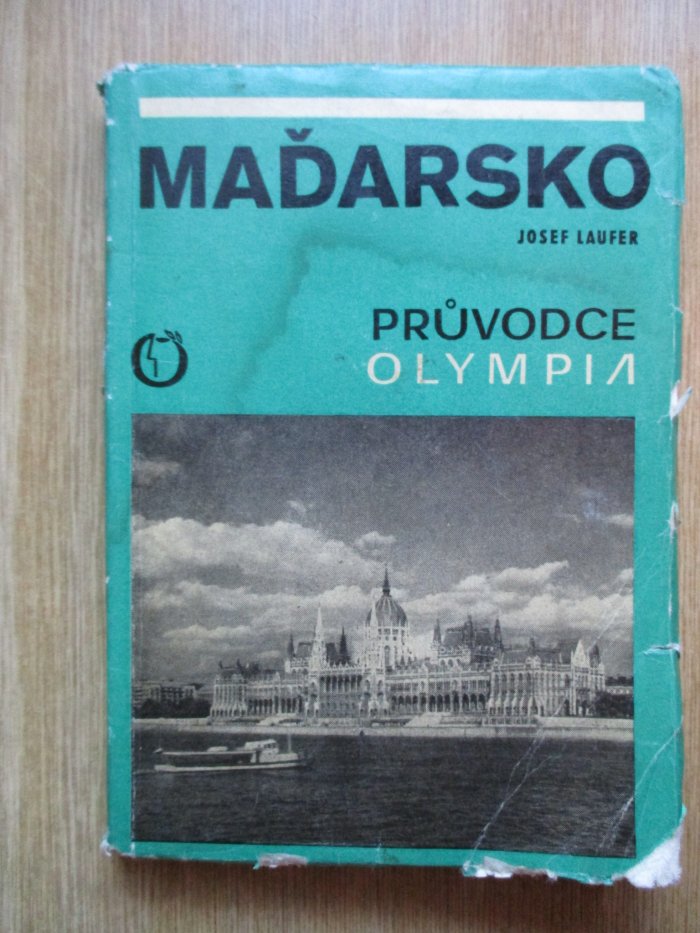 MAĎARSKO
JOSEF LAUFER
PRŮVODCE
OLYMPIA